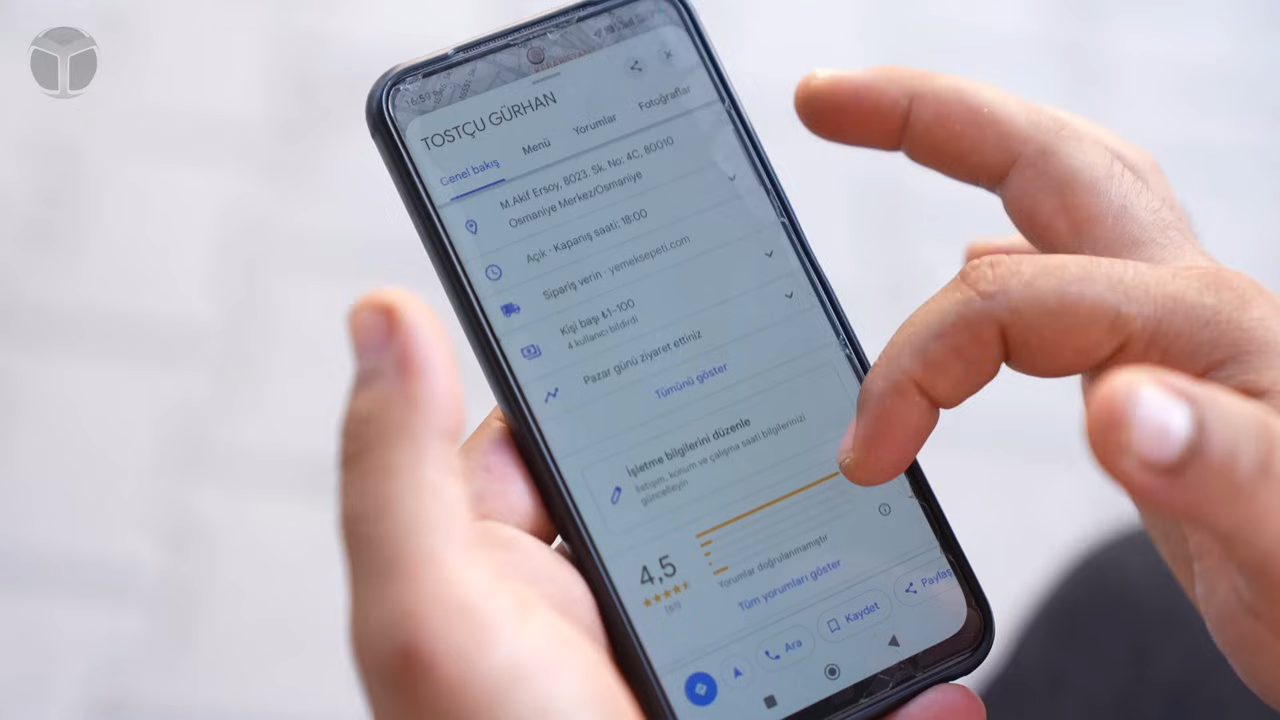 16:59
TOSTÇU GÜRHAN
Genel bakış Menü Yorumlar Fotoğraflar
M.Akif Ersoy, 8023. Sk. No: 4C, 80010
Osmaniye Merkez/Osmaniye
Açık · Kapanış saati: 18:00
Sipariş verin · yemeksepeti.com
Kişi başı ₺1–100
4 kullanıcı bildirdi
Pazar günü ziyaret ettiniz
Tümünü göster
İşletme bilgilerini düzenle
İletişim, konum ve çalışma saati bilgilerinizi
güncelleyin
4,5
Yorumlar doğrulanmamıştır
Tüm yorumları göster
Ara Kaydet Paylaş